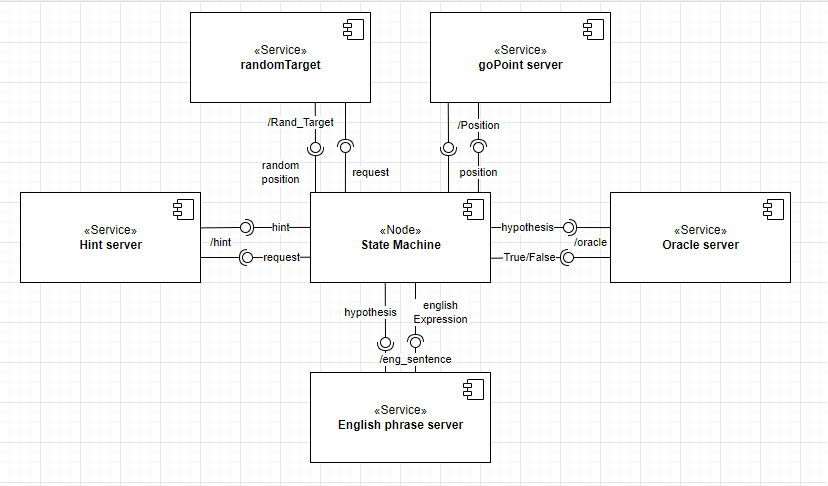 «Service»
randomTarget
«Service»
goPoint server
/Rand_Target
/Position
random
position
request
position
«Service»
Hint server
hint
/hint
request
«Node»
State Machine
hypothesis
/oracle
True/False
«Service»
Oracle server
hypothesis
english
Expression
/eng_sentence
«Service»
English phrase server